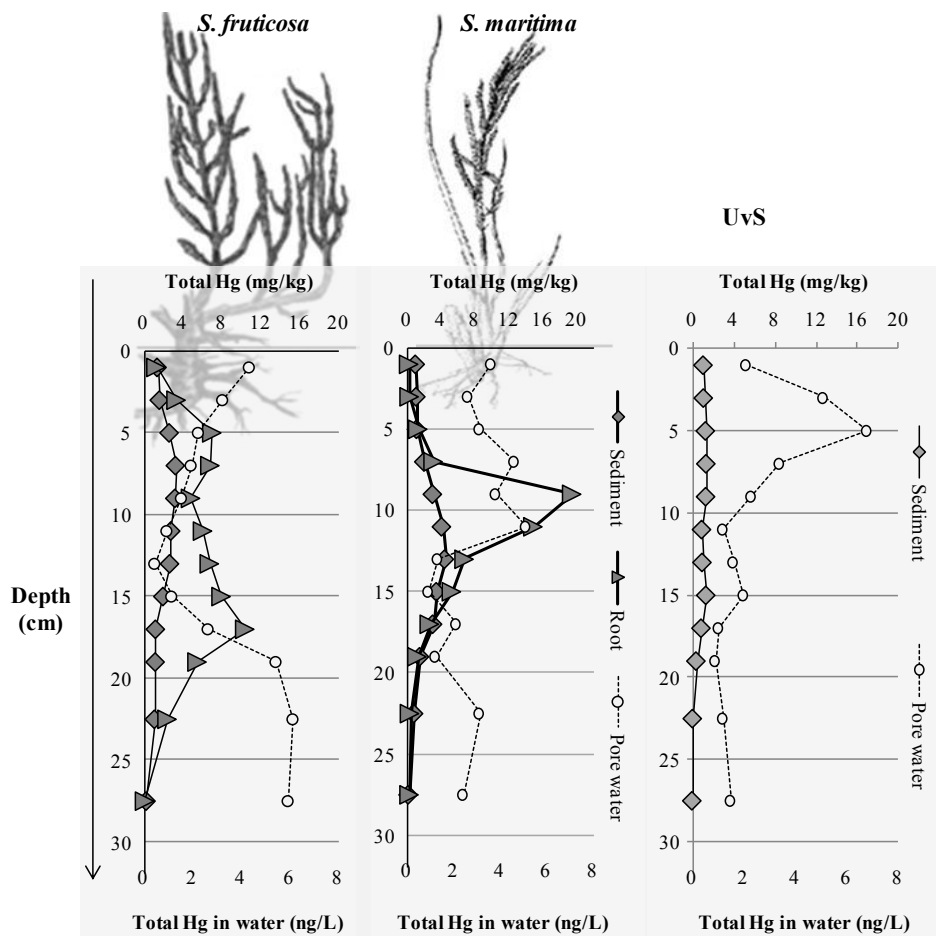 S. fruticosa
S. maritima
UvS
Total Hg (mg/kg)
Total Hg (mg/kg)
Total Hg (mg/kg)
0 4 8 12 16 20
0 4 8 12 16 20
0 4 8 12 16 20
0
5
10
15
20
25
30
0
5
10
15
20
25
30
0
5
10
15
20
25
30
Depth
(cm)
Sediment
Root
Pore water
Sediment
Pore water
0 2 4 6 8
0 2 4 6 8
0 2 4 6 8
Total Hg in water (ng/L)
Total Hg in water (ng/L)
Total Hg in water (ng/L)